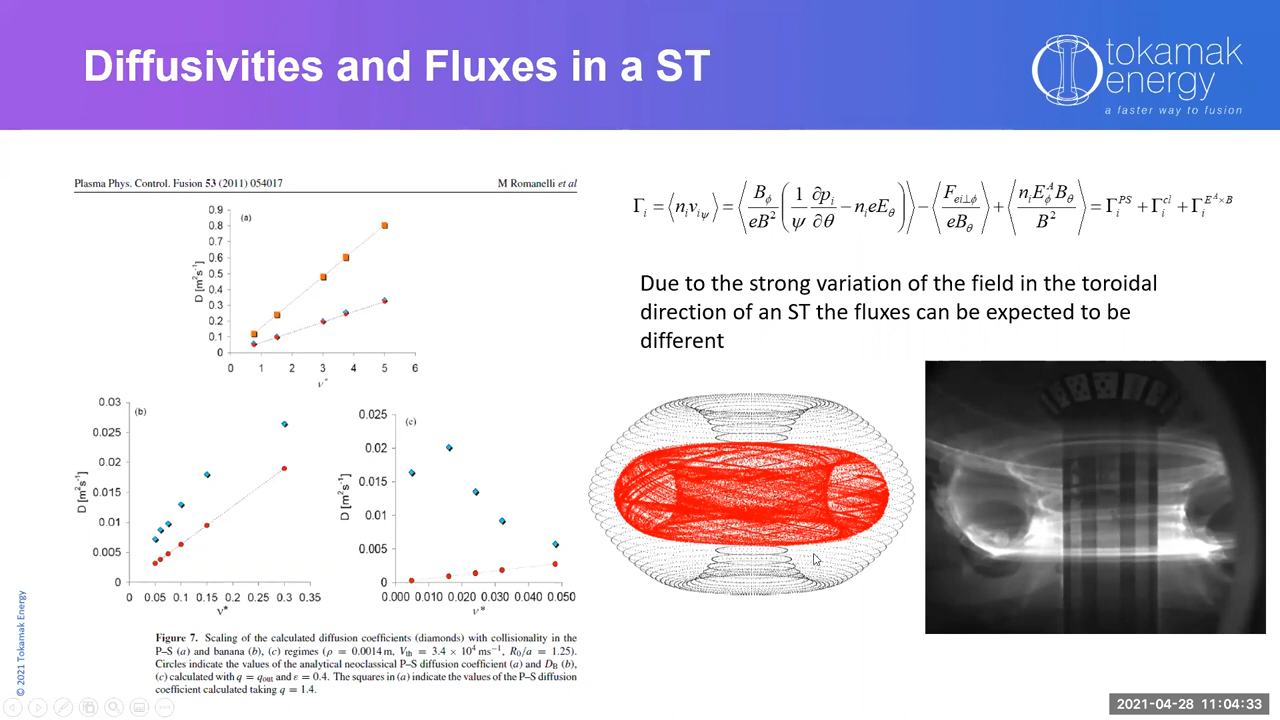 Diffusivities and Fluxes in a ST
tokamak
energy
a faster way to fusion
Plasma Phys. Control. Fusion 53 (2011) 054017 M Romanelli et al
(a)
D [m²s⁻¹]
0.9
0.8
0.7
0.6
0.5
0.4
0.3
0.2
0.1
0
0 1 2 3 4 5 6
ν*
(b)
D [m²s⁻¹]
0.03
0.025
0.02
0.015
0.01
0.005
0
0 0.05 0.1 0.15 0.2 0.25 0.3 0.35
ν*
(c)
D [m²s⁻¹]
0.025
0.02
0.015
0.01
0.005
0
0.000 0.010 0.020 0.030 0.040 0.050
ν*
Figure 7. Scaling of the calculated diffusion coefficients (diamonds) with collisionality in the
P–S (a) and banana (b), (c) regimes (ρ = 0.0014 m, Vth = 3.4 × 10⁴ ms⁻¹, R₀/a = 1.25).
Circles indicate the values of the analytical neoclassical P–S diffusion coefficient (a) and D_B (b),
(c) calculated with q = q_out and ε = 0.4. The squares in (a) indicate the values of the P–S diffusion
coefficient calculated taking q = 1.4.
Γ_i = ⟨n_i v_iψ⟩ = ⟨B_ϕ/eB² (1/ψ ∂p_i/∂θ − n_i eE_θ)⟩ − ⟨F_ei⊥ϕ/eB_θ⟩ + ⟨n_i E_ϕ^A B_θ/B²⟩ = Γ_i^PS + Γ_i^cl + Γ_i^{E^A×B}
Due to the strong variation of the field in the toroidal
direction of an ST the fluxes can be expected to be
different
© 2021 Tokamak Energy
2021-04-28 11:04:33